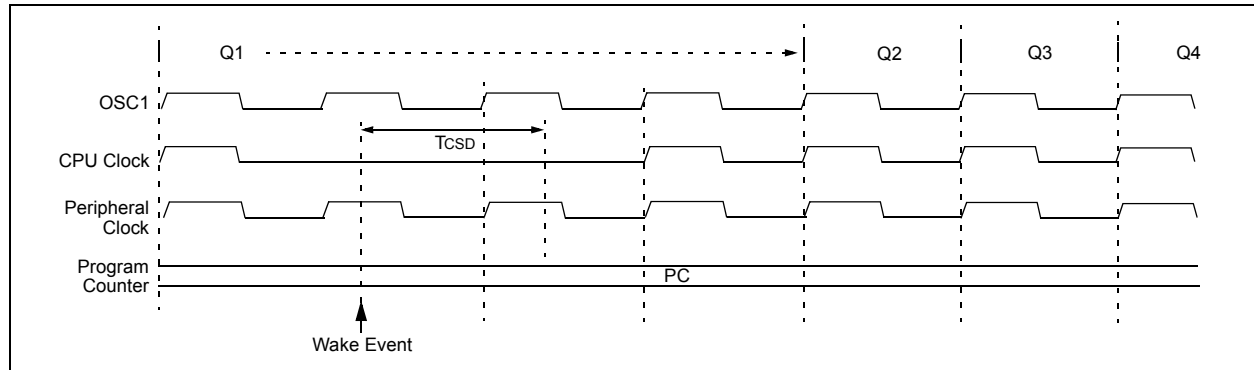 Q1 Q2 Q3 Q4
OSC1
TCSD
CPU Clock
Peripheral
Clock
Program
Counter
PC
Wake Event